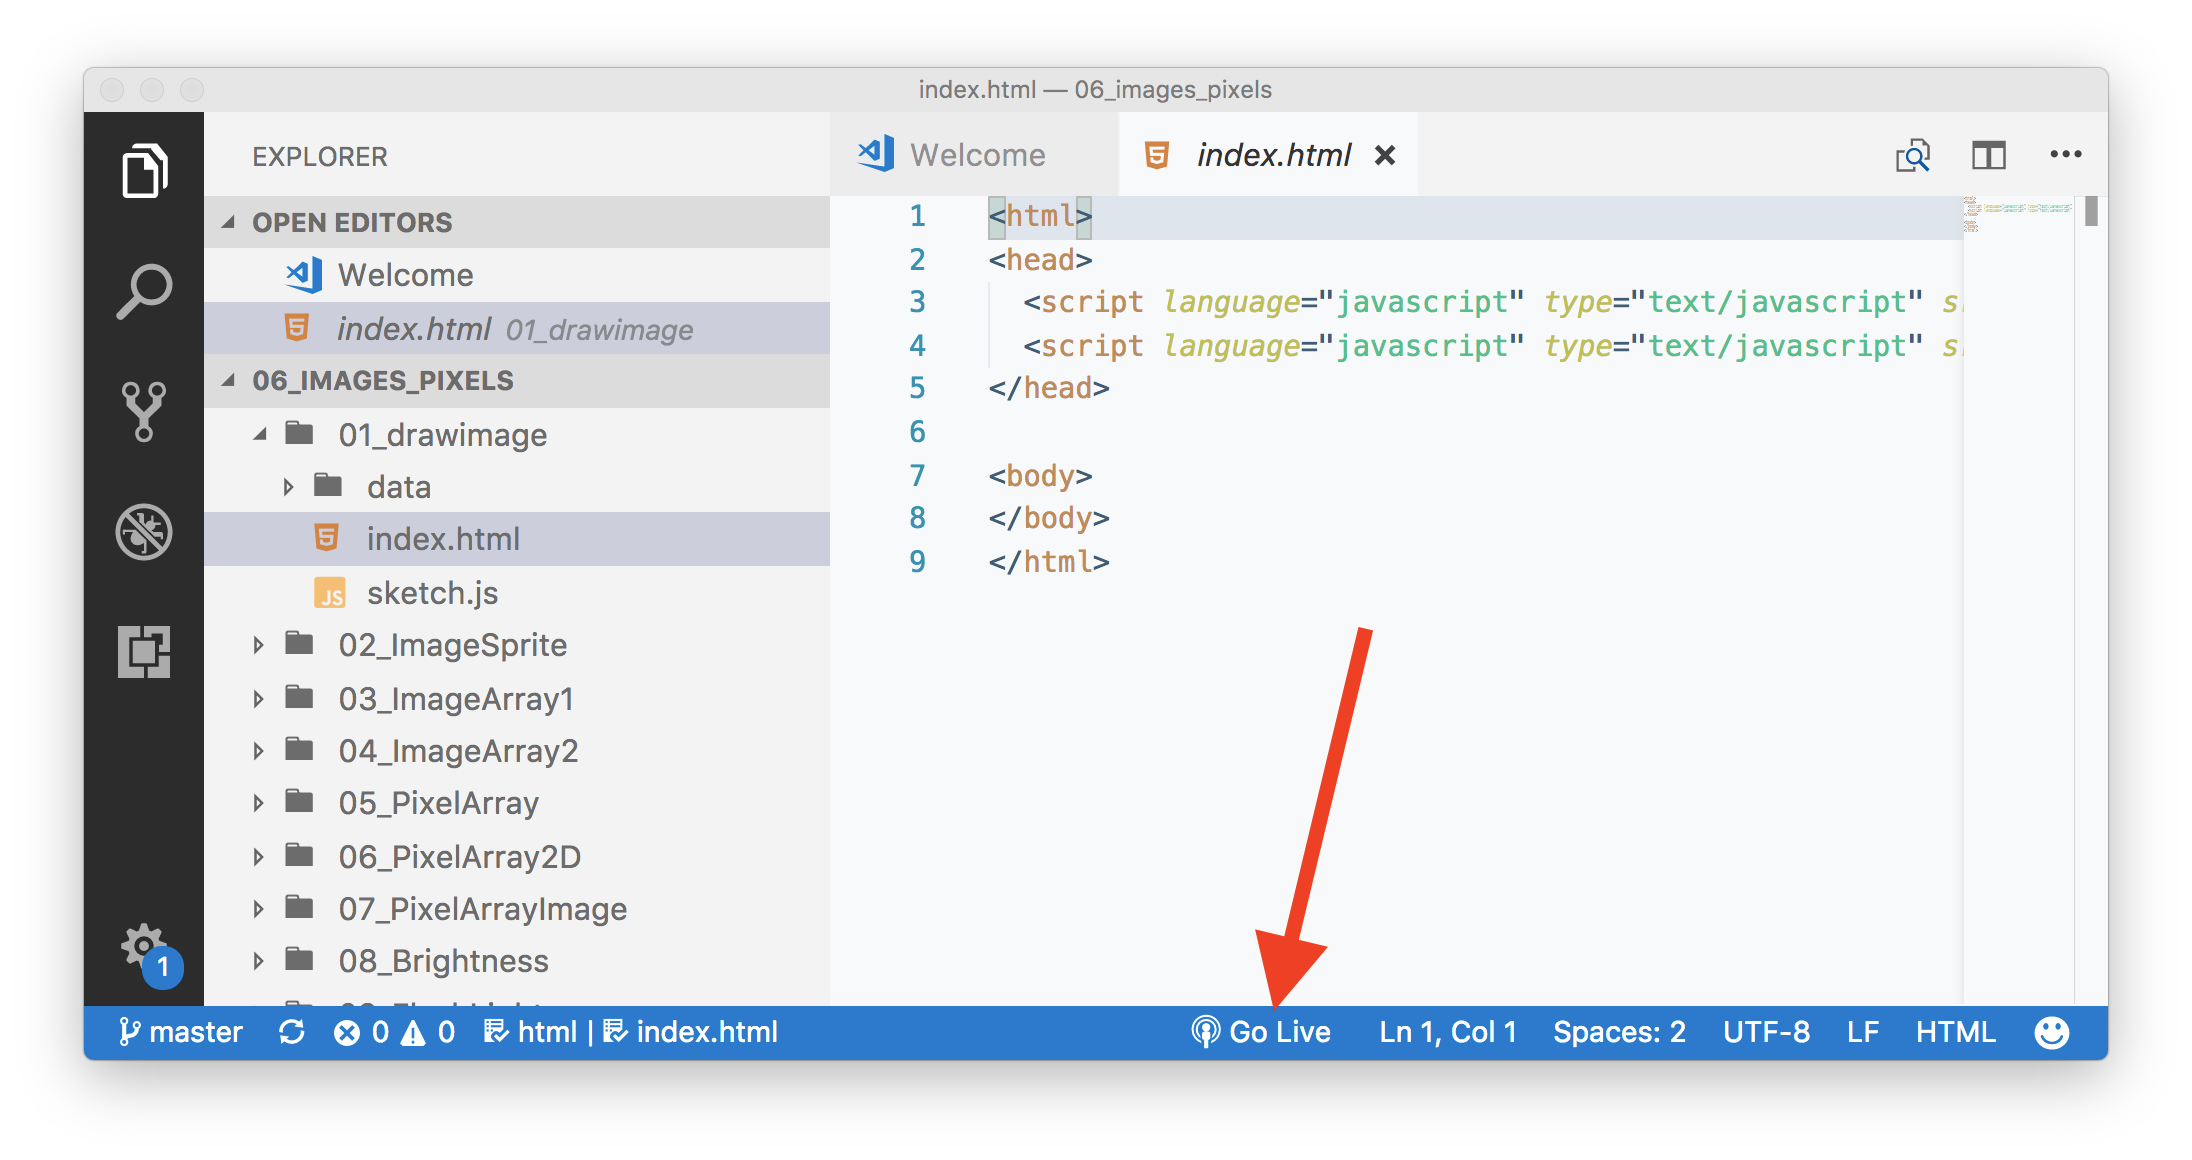 index.html — 06_images_pixels
EXPLORER
OPEN EDITORS
Welcome
index.html 01_drawimage
06_IMAGES_PIXELS
01_drawimage
data
index.html
JS sketch.js
02_ImageSprite
03_ImageArray1
04_ImageArray2
05_PixelArray
06_PixelArray2D
07_PixelArrayImage
08_Brightness
1
Welcome
index.html
1 <html>
2 <head>
3 <script language="javascript" type="text/javascript"
4 <script language="javascript" type="text/javascript"
5 </head>
6
7 <body>
8 </body>
9 </html>
master 0 0 html | index.html Go Live Ln 1, Col 1 Spaces: 2 UTF-8 LF HTML